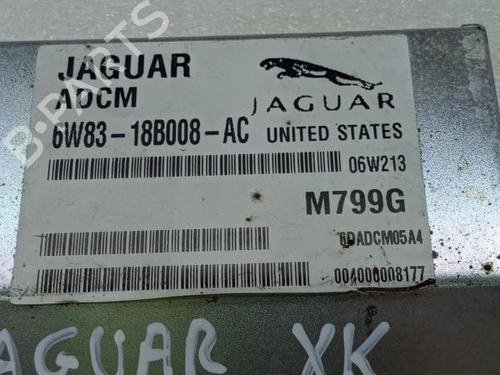 JAGUAR
ADCM
JAGUAR
6W83-18B008-AC UNITED STATES
06W213
M799G
6DADCM05A4
004000008177
JAGUAR XK
B-PARTS